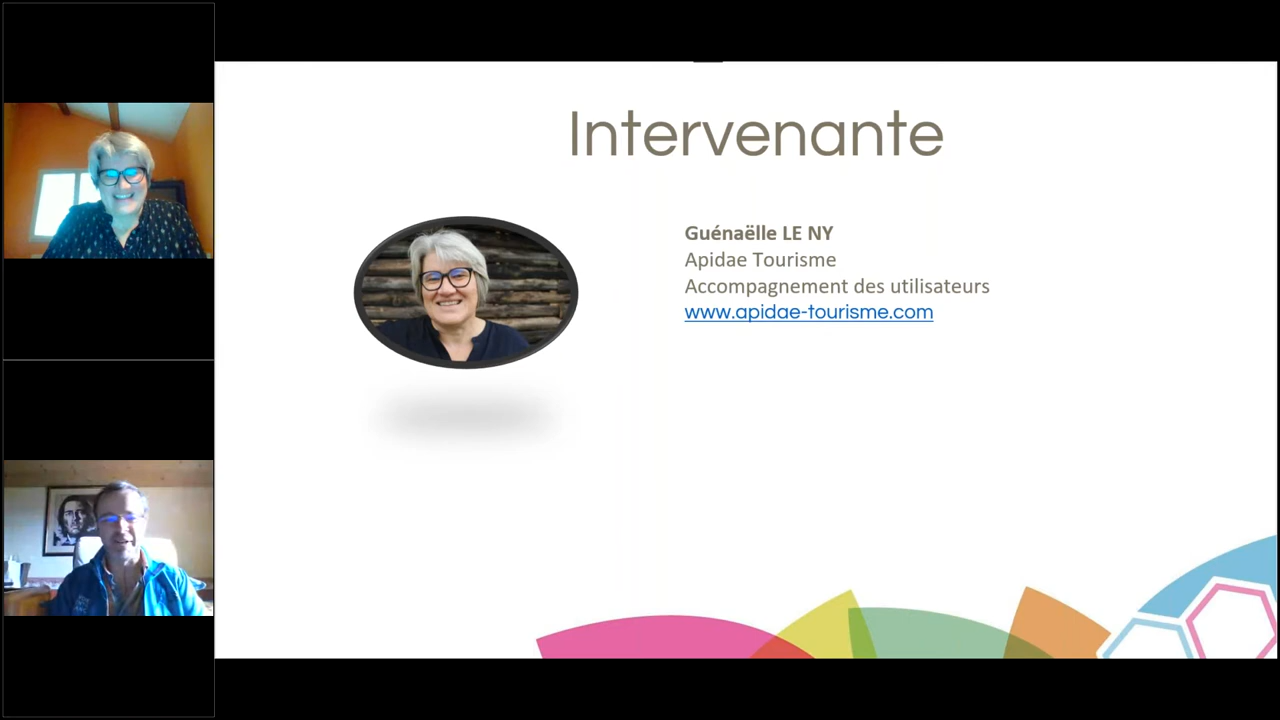 Intervenante
Guénaëlle LE NY
Apidae Tourisme
Accompagnement des utilisateurs
www.apidae-tourisme.com